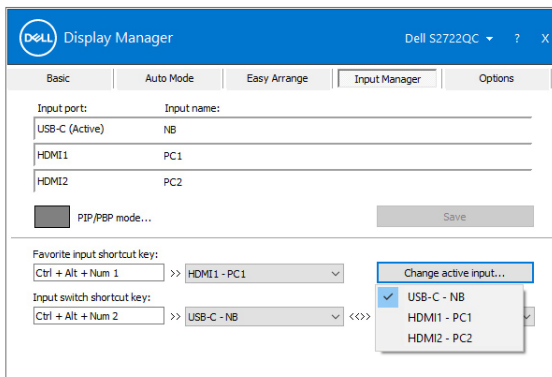 DELL Display Manager Dell S2722QC ? X
Basic Auto Mode Easy Arrange Input Manager Options
Input port: Input name:
USB-C (Active) NB
HDMI1 PC1
HDMI2 PC2
PIP/PBP mode... Save
Favorite input shortcut key:
Ctrl + Alt + Num 1 >> HDMI1 - PC1 Change active input...
Input switch shortcut key:
Ctrl + Alt + Num 2 >> USB-C - NB <<>>
USB-C - NB
HDMI1 - PC1
HDMI2 - PC2